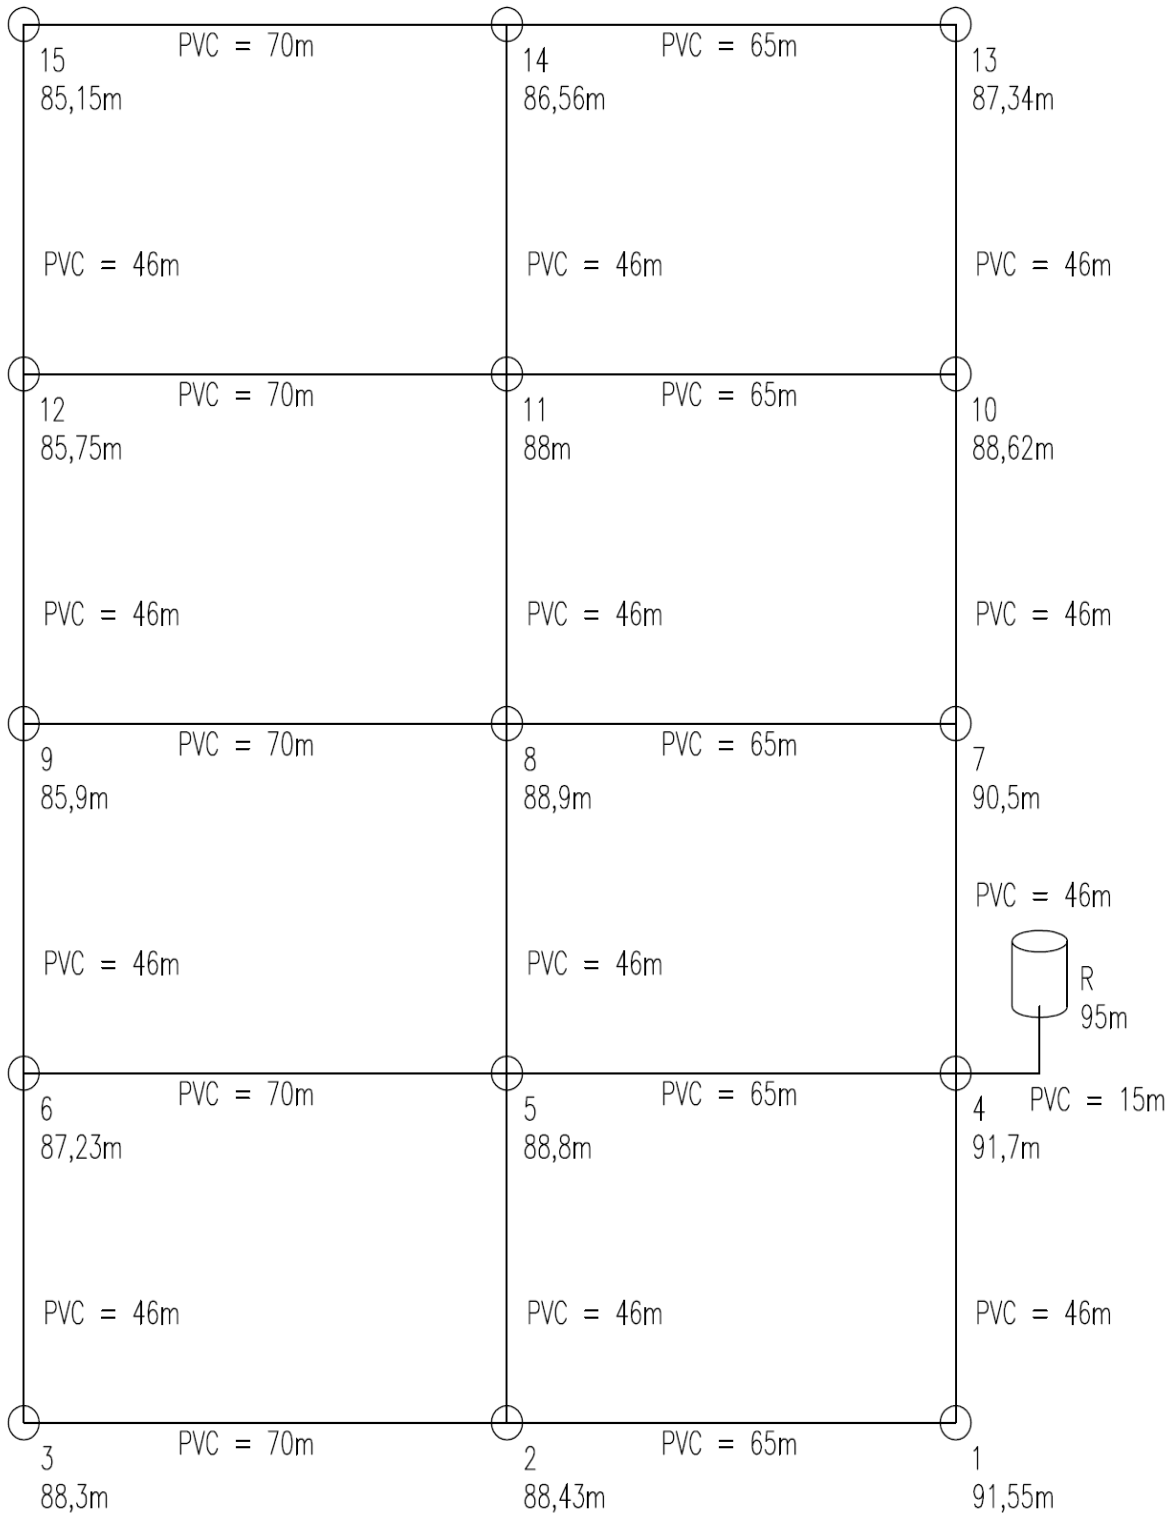 PVC = 70m
PVC = 65m
15
85,15m
14
86,56m
13
87,34m
PVC = 46m
PVC = 46m
PVC = 46m
PVC = 70m
PVC = 65m
12
85,75m
11
88m
10
88,62m
PVC = 46m
PVC = 46m
PVC = 46m
PVC = 70m
PVC = 65m
9
85,9m
8
88,9m
7
90,5m
PVC = 46m
PVC = 46m
PVC = 46m
R
95m
PVC = 70m
PVC = 65m
PVC = 15m
6
87,23m
5
88,8m
4
91,7m
PVC = 46m
PVC = 46m
PVC = 46m
PVC = 70m
PVC = 65m
3
88,3m
2
88,43m
1
91,55m